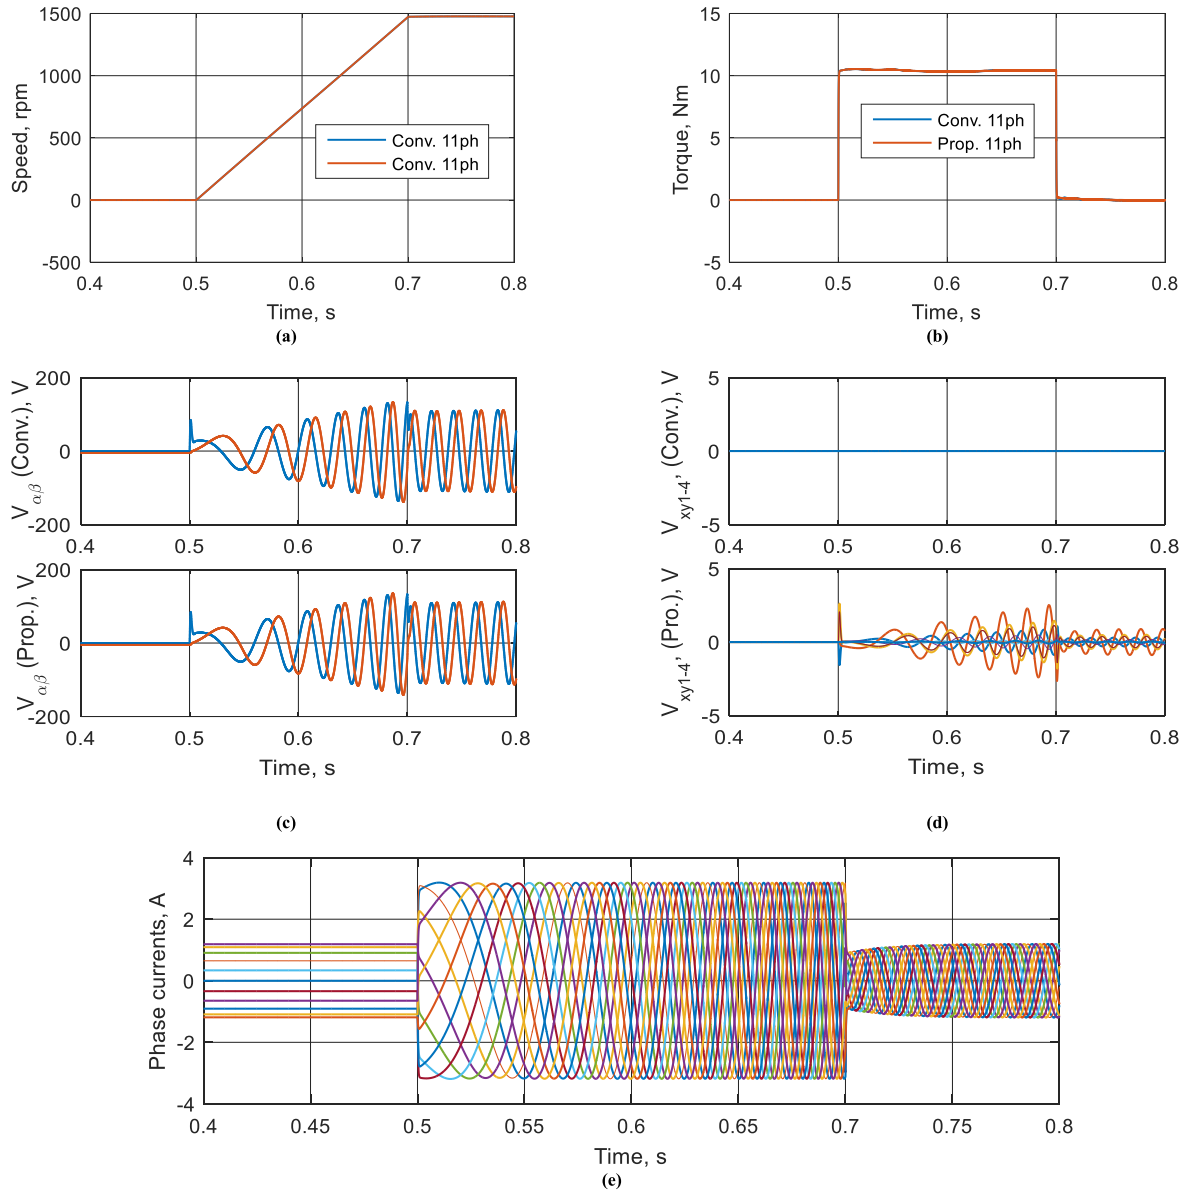 1500
1000
500
0
-500
Speed, rpm
Conv. 11ph
Conv. 11ph
0.4 0.5 0.6 0.7 0.8
Time, s
(a)
15
10
5
0
-5
Torque, Nm
Conv. 11ph
Prop. 11ph
0.4 0.5 0.6 0.7 0.8
Time, s
(b)
200
0
-200
V αβ (Conv.), V
0.4 0.5 0.6 0.7 0.8
200
0
-200
V αβ (Prop.), V
0.4 0.5 0.6 0.7 0.8
Time, s
(c)
5
0
-5
Vxy1-4, (Conv.), V
0.4 0.5 0.6 0.7 0.8
5
0
-5
Vxy1-4, (Pro.), V
0.4 0.5 0.6 0.7 0.8
Time, s
(d)
4
2
0
-2
-4
Phase currents, A
0.4 0.45 0.5 0.55 0.6 0.65 0.7 0.75 0.8
Time, s
(e)